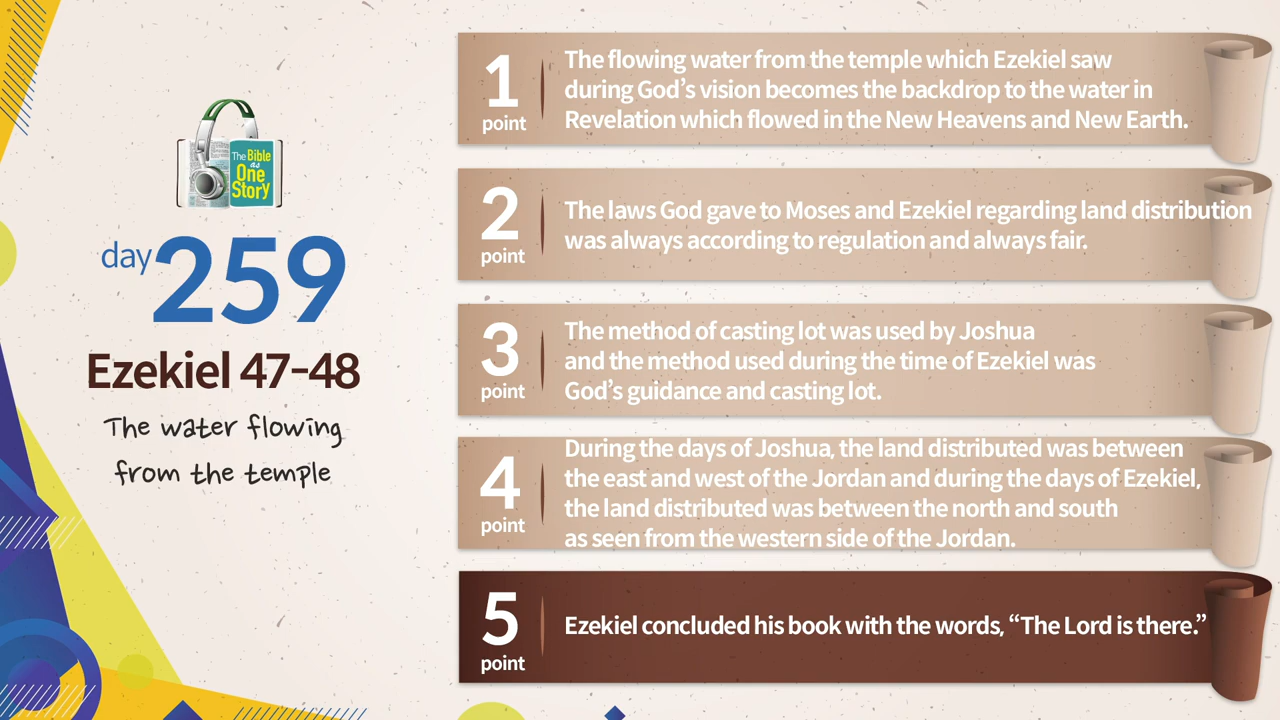 The Bible
as
One
Story
day 259
Ezekiel 47-48
The water flowing
from the temple
1
point
The flowing water from the temple which Ezekiel saw
during God's vision becomes the backdrop to the water in
Revelation which flowed in the New Heavens and New Earth.
2
point
The laws God gave to Moses and Ezekiel regarding land distribution
was always according to regulation and always fair.
3
point
The method of casting lot was used by Joshua
and the method used during the time of Ezekiel was
God's guidance and casting lot.
4
point
During the days of Joshua, the land distributed was between
the east and west of the Jordan and during the days of Ezekiel,
the land distributed was between the north and south
as seen from the western side of the Jordan.
5
point
Ezekiel concluded his book with the words, “The Lord is there.”